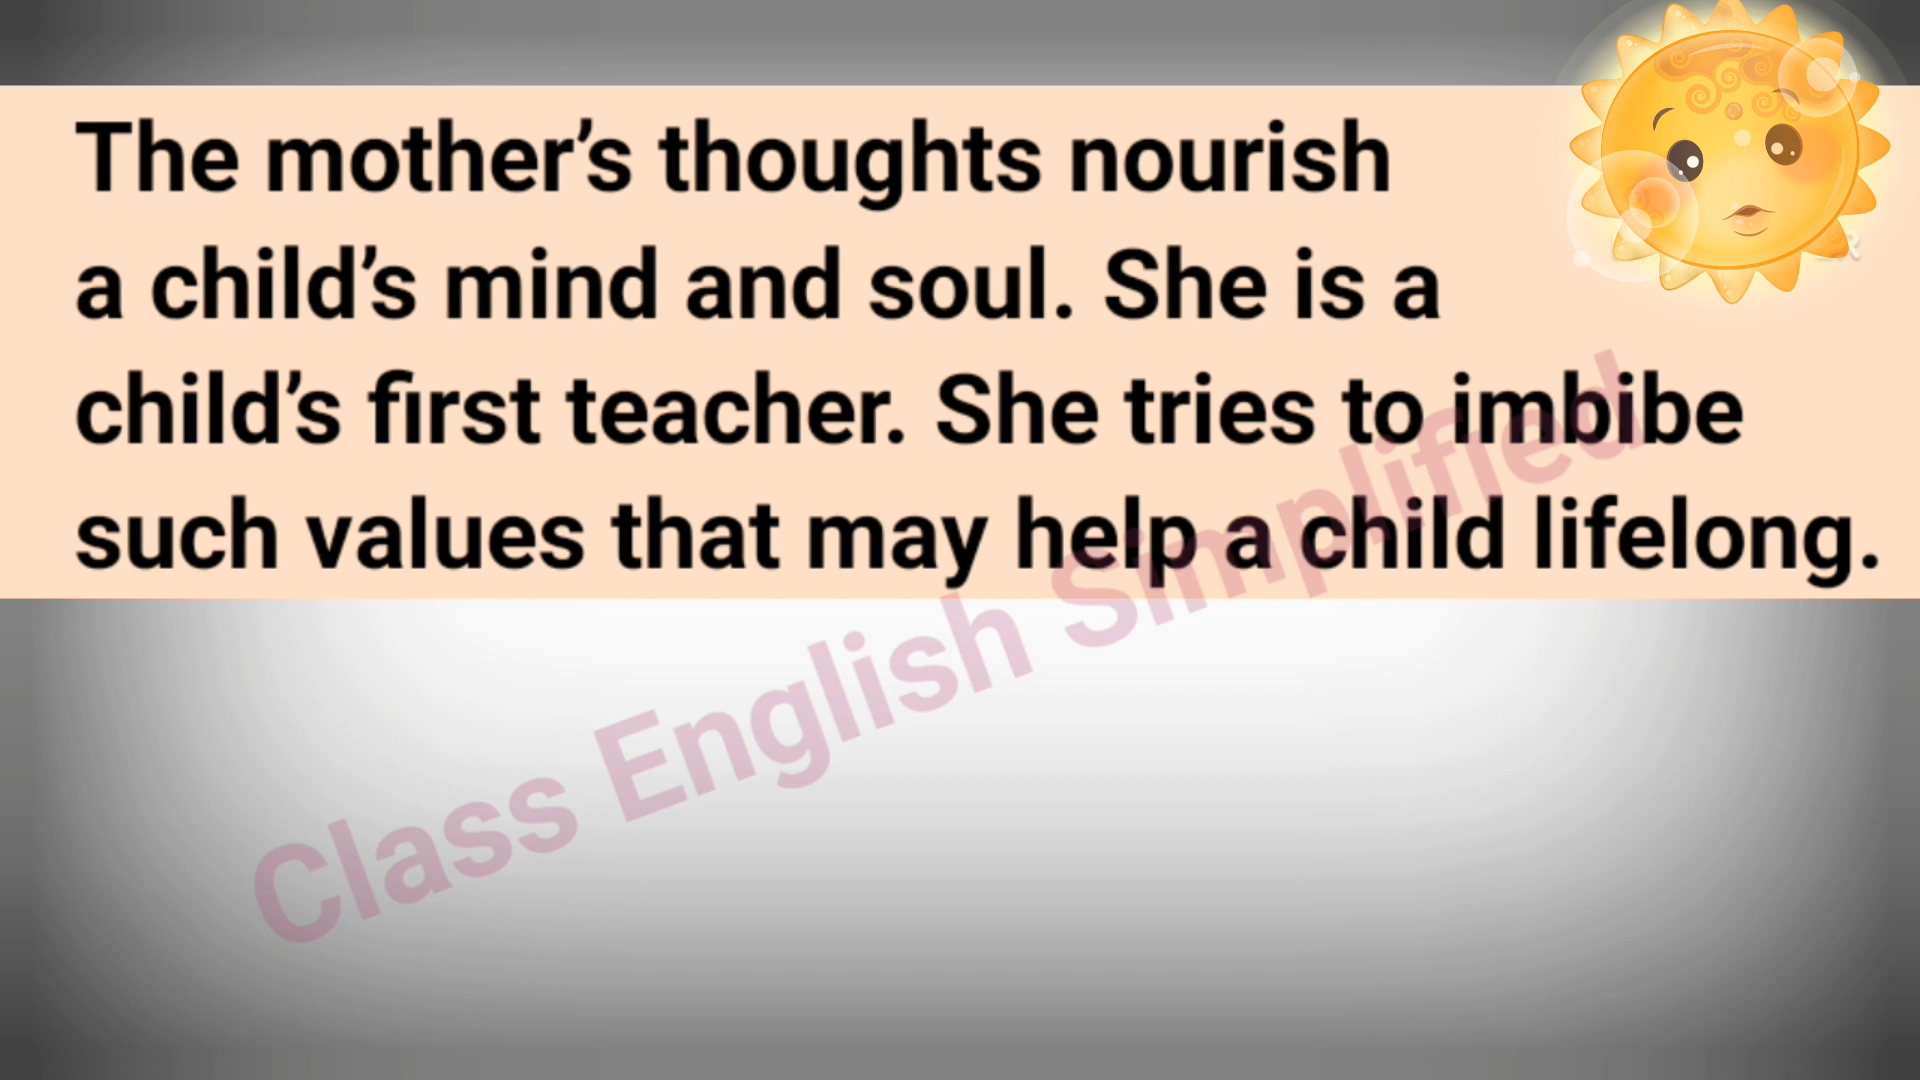 The mother’s thoughts nourish
a child’s mind and soul. She is a
child’s first teacher. She tries to imbibe
such values that may help a child lifelong.
Class English Simplified